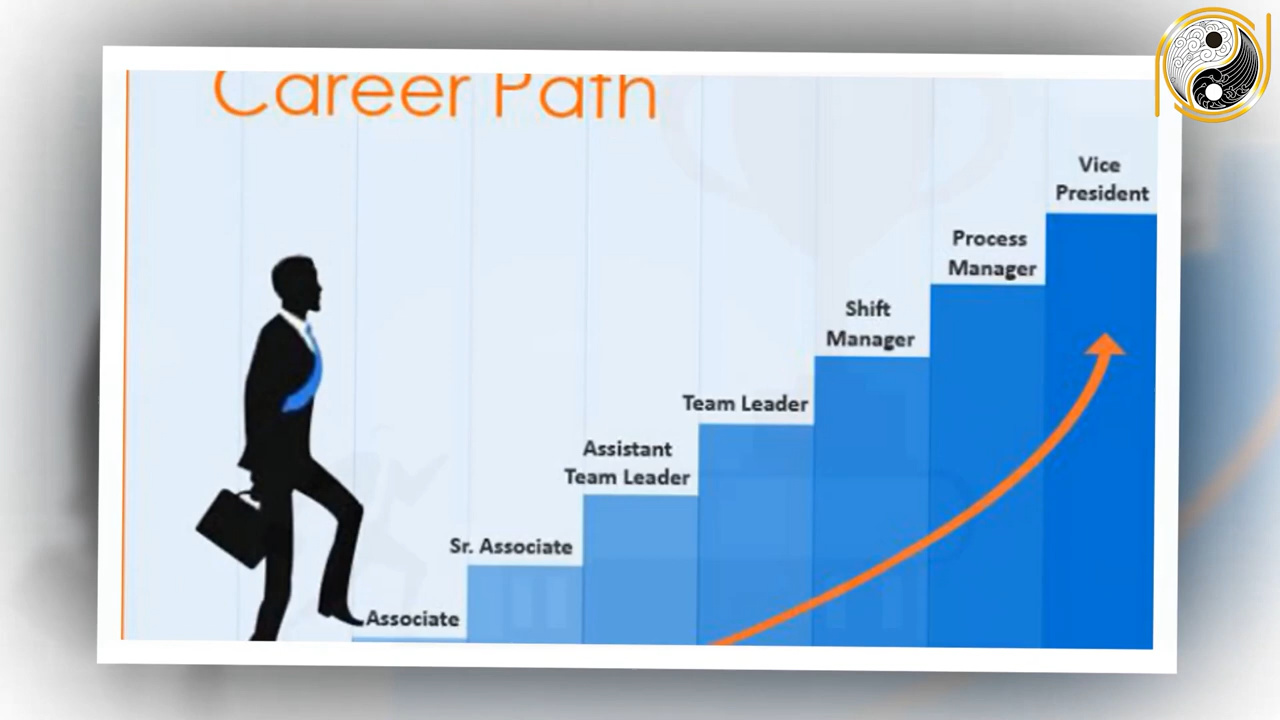 Career Path
Vice
President
Process
Manager
Shift
Manager
Team Leader
Assistant
Team Leader
Sr. Associate
Associate